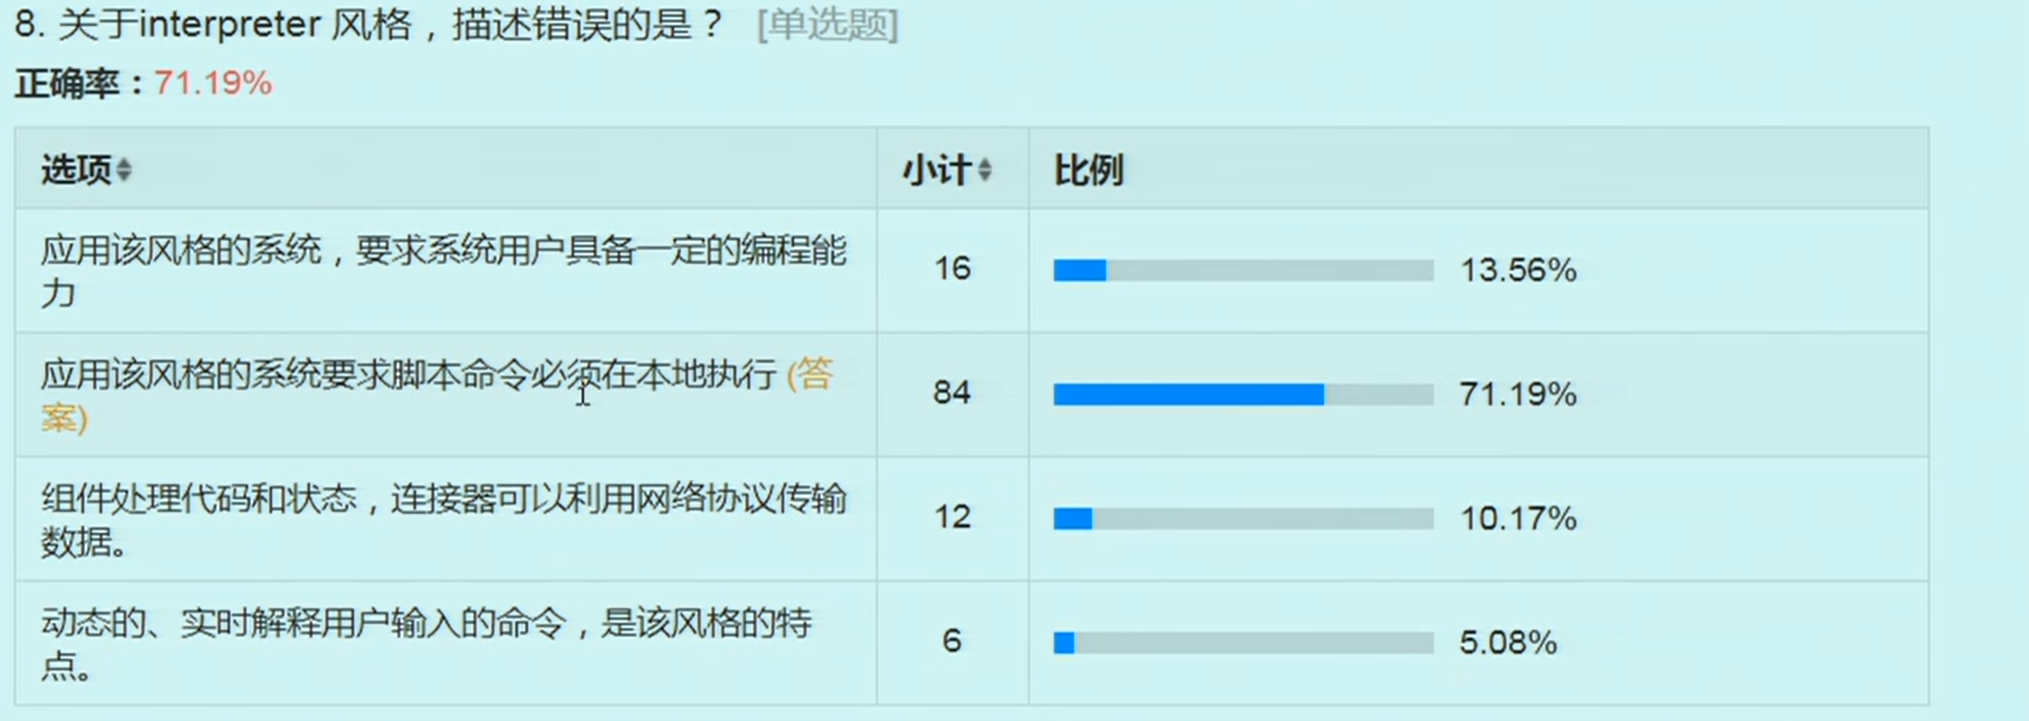 8. 关于interpreter 风格，描述错误的是？ [单选题]
正确率：71.19%
选项 小计 比例
应用该风格的系统，要求系统用户具备一定的编程能
力
16 13.56%
应用该风格的系统要求脚本命令必须在本地执行 (答
案)
84 71.19%
组件处理代码和状态，连接器可以利用网络协议传输
数据。
12 10.17%
动态的、实时解释用户输入的命令，是该风格的特
点。
6 5.08%